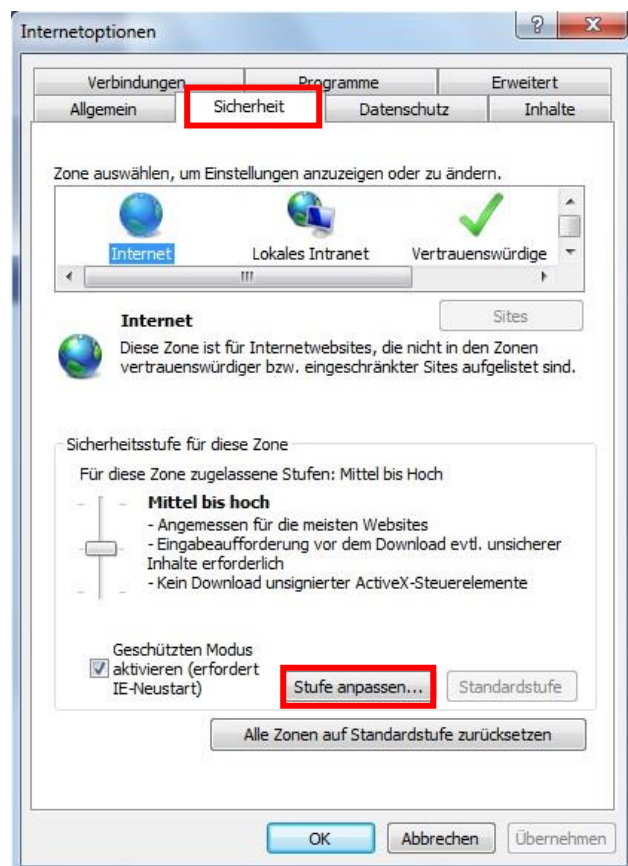 Internetoptionen
Verbindungen Programme Erweitert
Allgemein Sicherheit Datenschutz Inhalte
Zone auswählen, um Einstellungen anzuzeigen oder zu ändern.
Internet Lokales Intranet Vertrauenswürdige
Internet Sites
Diese Zone ist für Internetwebsites, die nicht in den Zonen
vertrauenswürdiger bzw. eingeschränkter Sites aufgelistet sind.
Sicherheitsstufe für diese Zone
Für diese Zone zugelassene Stufen: Mittel bis Hoch
Mittel bis hoch
- Angemessen für die meisten Websites
- Eingabeaufforderung vor dem Download evtl. unsicherer
Inhalte erforderlich
- Kein Download unsignierter ActiveX-Steuerelemente
Geschützten Modus
aktivieren (erfordert
IE-Neustart) Stufe anpassen... Standardstufe
Alle Zonen auf Standardstufe zurücksetzen
OK Abbrechen Übernehmen